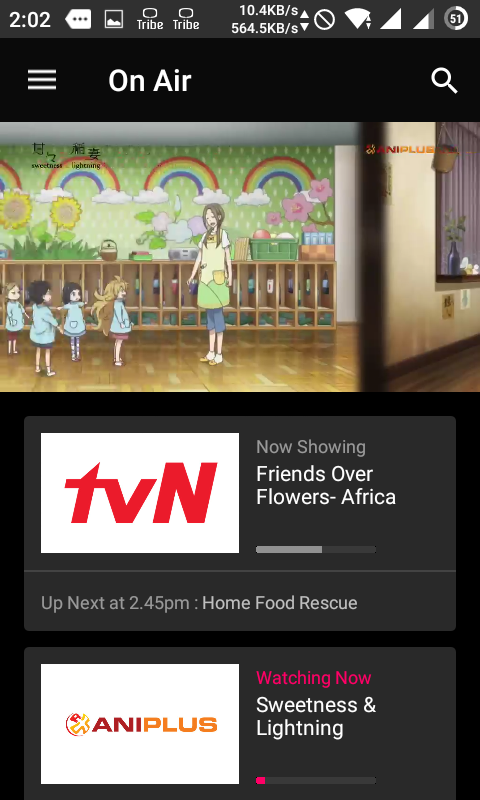 2:02
Tribe
Tribe
10.4KB/s
564.5KB/s
51
On Air
甘々と稲妻
sweetness & lightning
ANIPLUS
tvN
Now Showing
Friends Over
Flowers- Africa
Up Next at 2.45pm : Home Food Rescue
ANIPLUS
Watching Now
Sweetness &
Lightning